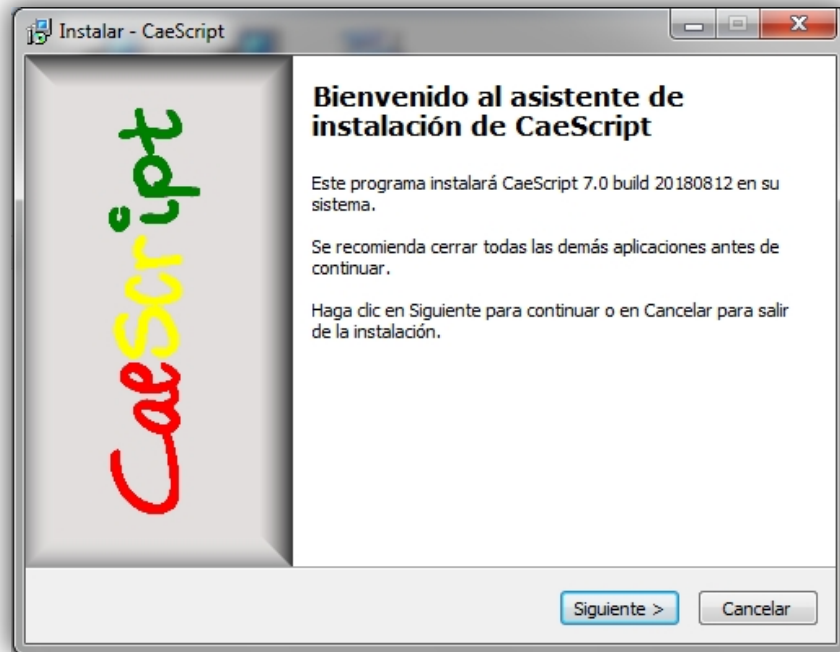 Instalar - CaeScript
CaeScript
Bienvenido al asistente de
instalación de CaeScript
Este programa instalará CaeScript 7.0 build 20180812 en su
sistema.
Se recomienda cerrar todas las demás aplicaciones antes de
continuar.
Haga clic en Siguiente para continuar o en Cancelar para salir
de la instalación.
Siguiente >
Cancelar